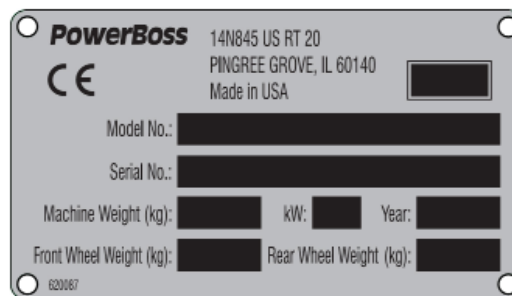 PowerBoss
14N845 US RT 20
PINGREE GROVE, IL 60140
CE
Made in USA
Model No.:
Serial No.:
Machine Weight (kg): kW: Year:
Front Wheel Weight (kg): Rear Wheel Weight (kg):
620087